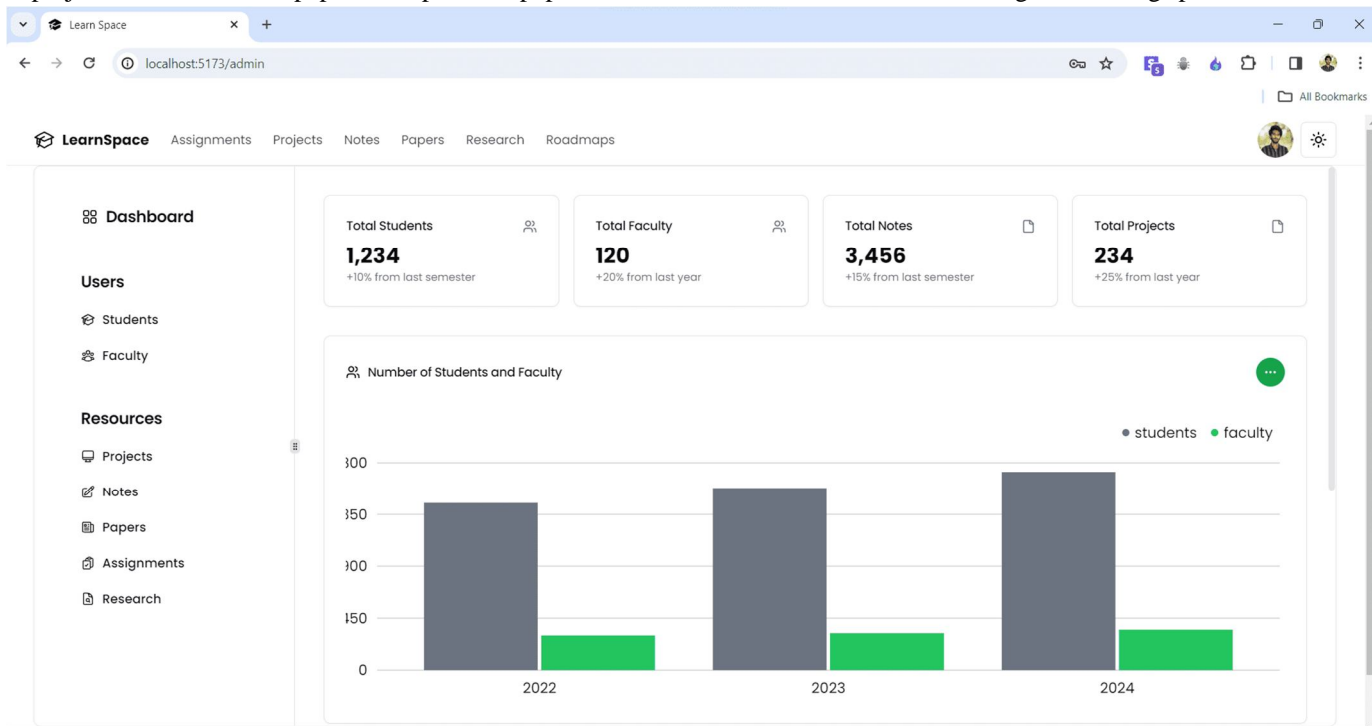 Learn Space
localhost:5173/admin
All Bookmarks
LearnSpace Assignments Projects Notes Papers Research Roadmaps
Dashboard
Users
Students
Faculty
Resources
Projects
Notes
Papers
Assignments
Research
Total Students
1,234
+10% from last semester
Total Faculty
120
+20% from last year
Total Notes
3,456
+15% from last semester
Total Projects
234
+25% from last year
Number of Students and Faculty
students faculty
450
0
2022 2023 2024